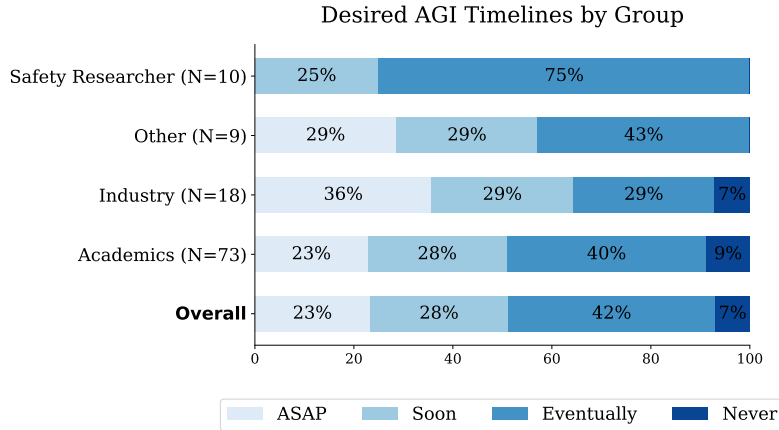 Desired AGI Timelines by Group
Safety Researcher (N=10) 25% 75%
Other (N=9) 29% 29% 43%
Industry (N=18) 36% 29% 29% 7%
Academics (N=73) 23% 28% 40% 9%
Overall 23% 28% 42% 7%
0 20 40 60 80 100
ASAP Soon Eventually Never